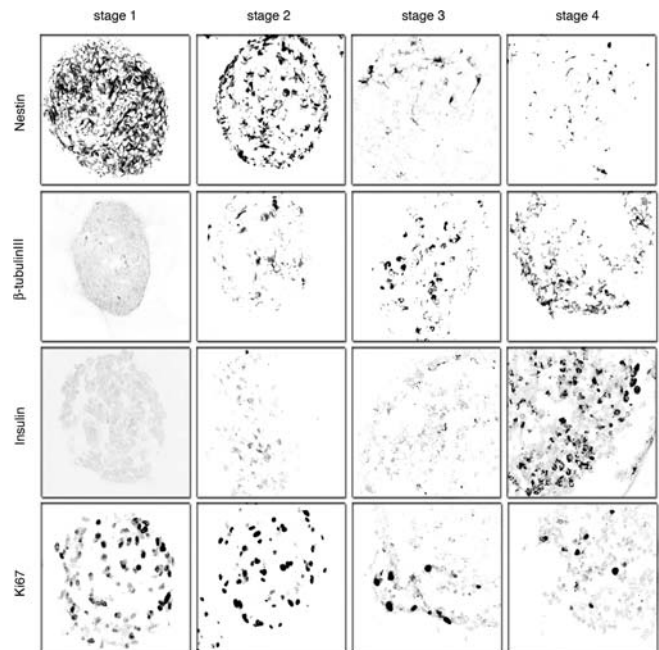 stage 1 stage 2 stage 3 stage 4
Nestin
β-tubulinIII
Insulin
Ki67